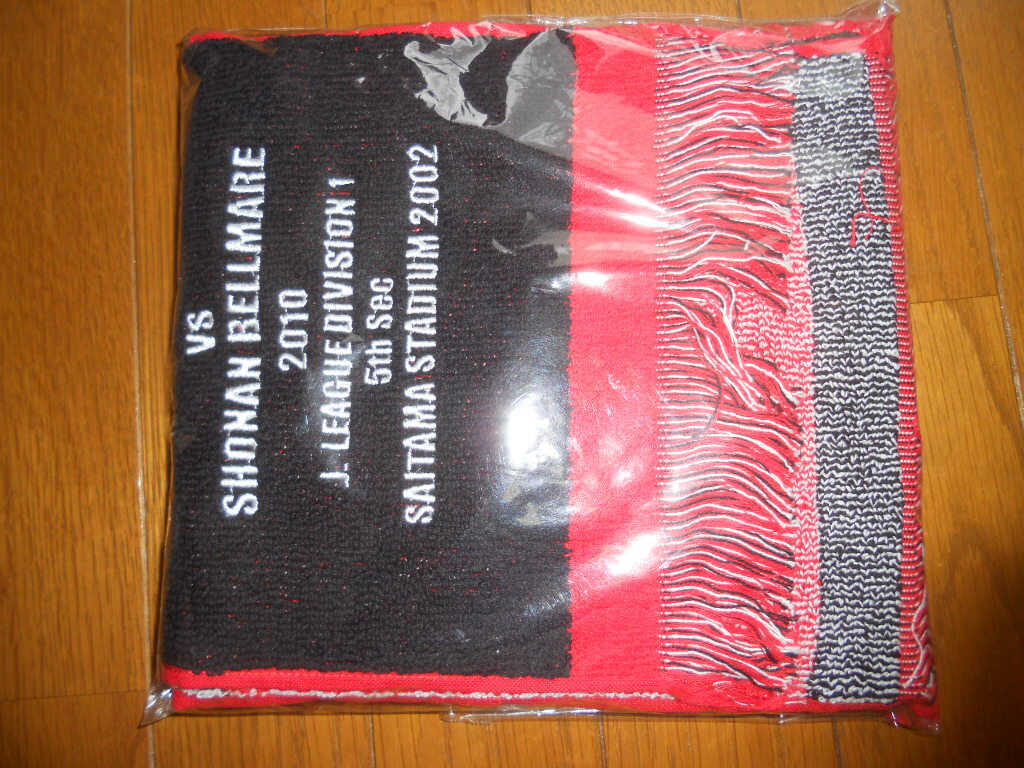 VS
SHONAN BELLMARE
2010
J. LEAGUE DIVISION 1
5th Sec
SAITAMA STADIUM 2002